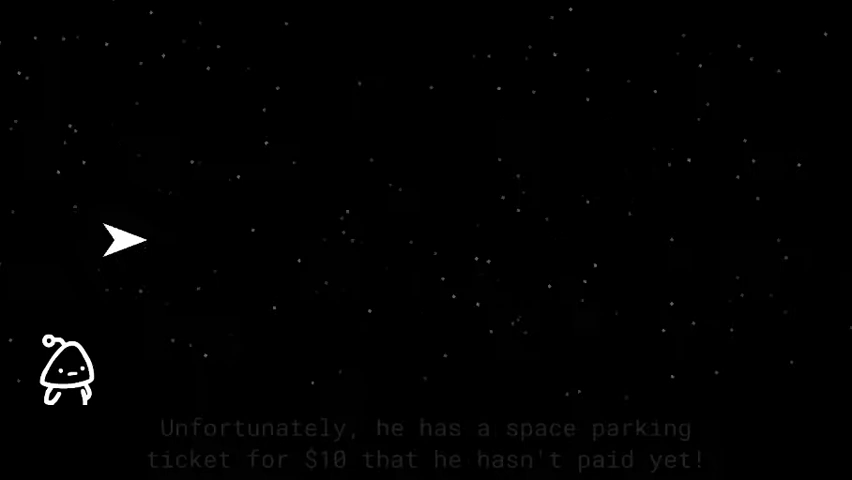 Unfortunately, he has a space parking
ticket for $10 that he hasn't paid yet!